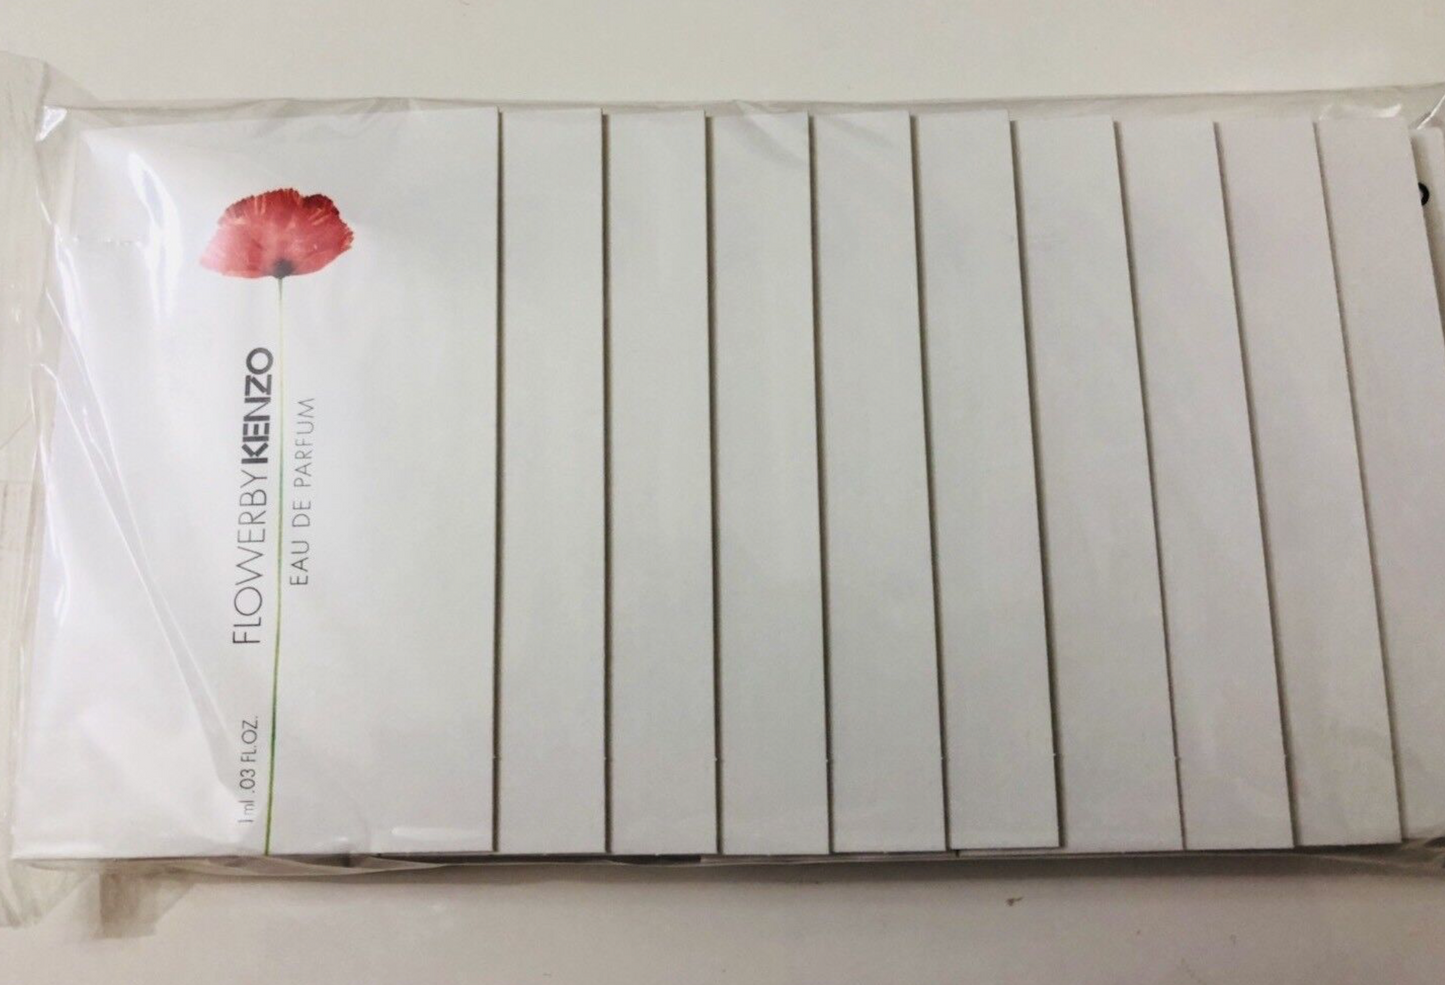 FLOWERBYKENZO
EAU DE PARFUM
1 ml .03 FL.OZ.